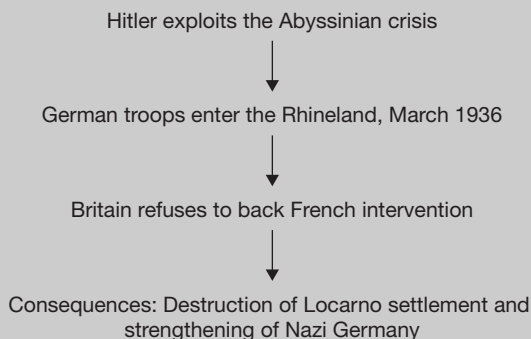 Hitler exploits the Abyssinian crisis
German troops enter the Rhineland, March 1936
Britain refuses to back French intervention
Consequences: Destruction of Locarno settlement and
strengthening of Nazi Germany